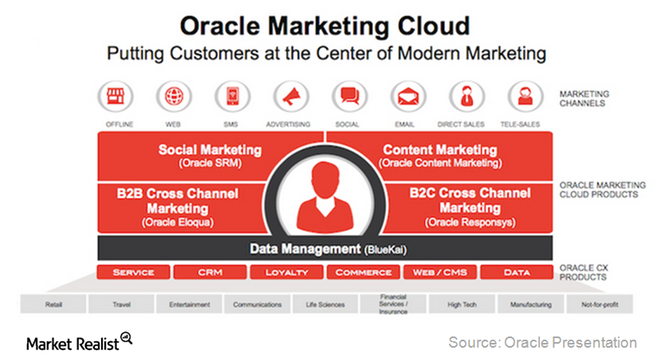 Oracle Marketing Cloud
Putting Customers at the Center of Modern Marketing
MARKETING
CHANNELS
OFFLINE WEB SMS ADVERTISING SOCIAL EMAIL DIRECT SALES TELE-SALES
Social Marketing
(Oracle SRM)
Content Marketing
(Oracle Content Marketing)
ORACLE MARKETING
CLOUD PRODUCTS
B2B Cross Channel
Marketing
(Oracle Eloqua)
B2C Cross Channel
Marketing
(Oracle Responsys)
Data Management (BlueKai)
SERVICE CRM LOYALTY COMMERCE WEB / CMS DATA
ORACLE CX
PRODUCTS
Retail Travel Entertainment Communications Life Sciences Financial Services / Insurance High Tech Manufacturing Not-for-profit
Market Realist
Source: Oracle Presentation